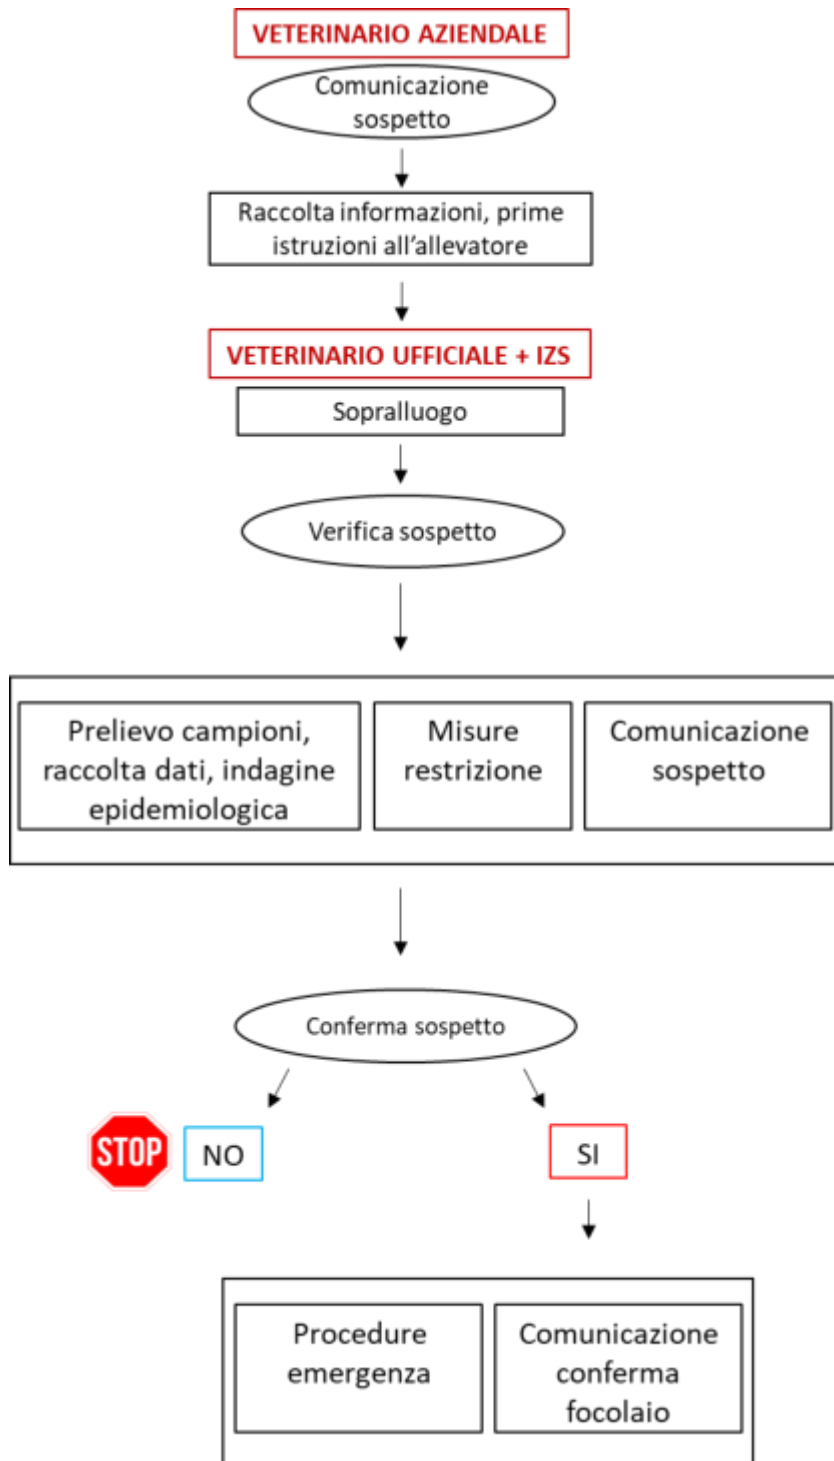 VETERINARIO AZIENDALE
Comunicazione
sospetto
Raccolta informazioni, prime
istruzioni all'allevatore
VETERINARIO UFFICIALE + IZS
Sopralluogo
Verifica sospetto
Prelievo campioni,
raccolta dati, indagine
epidemiologica
Misure
restrizione
Comunicazione
sospetto
Conferma sospetto
STOP
NO
SI
Procedure
emergenza
Comunicazione
conferma
focolaio